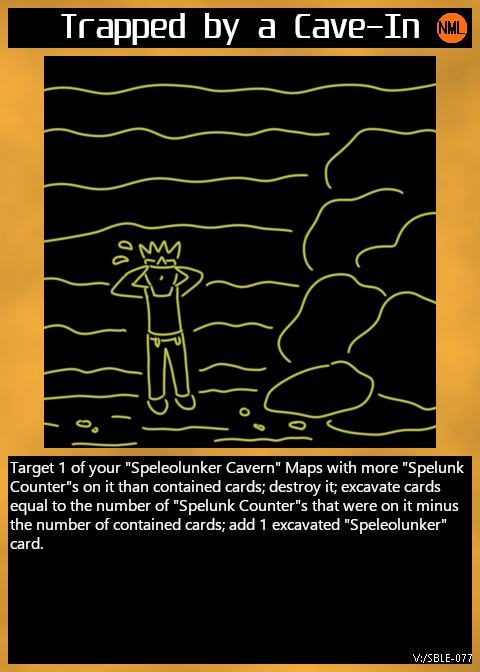 Trapped by a Cave-In
NML
Target 1 of your "Speleolunker Cavern" Maps with more "Spelunk
Counter"s on it than contained cards; destroy it; excavate cards
equal to the number of "Spelunk Counter"s that were on it minus
the number of contained cards; add 1 excavated "Speleolunker"
card.
V:/SBLE-077